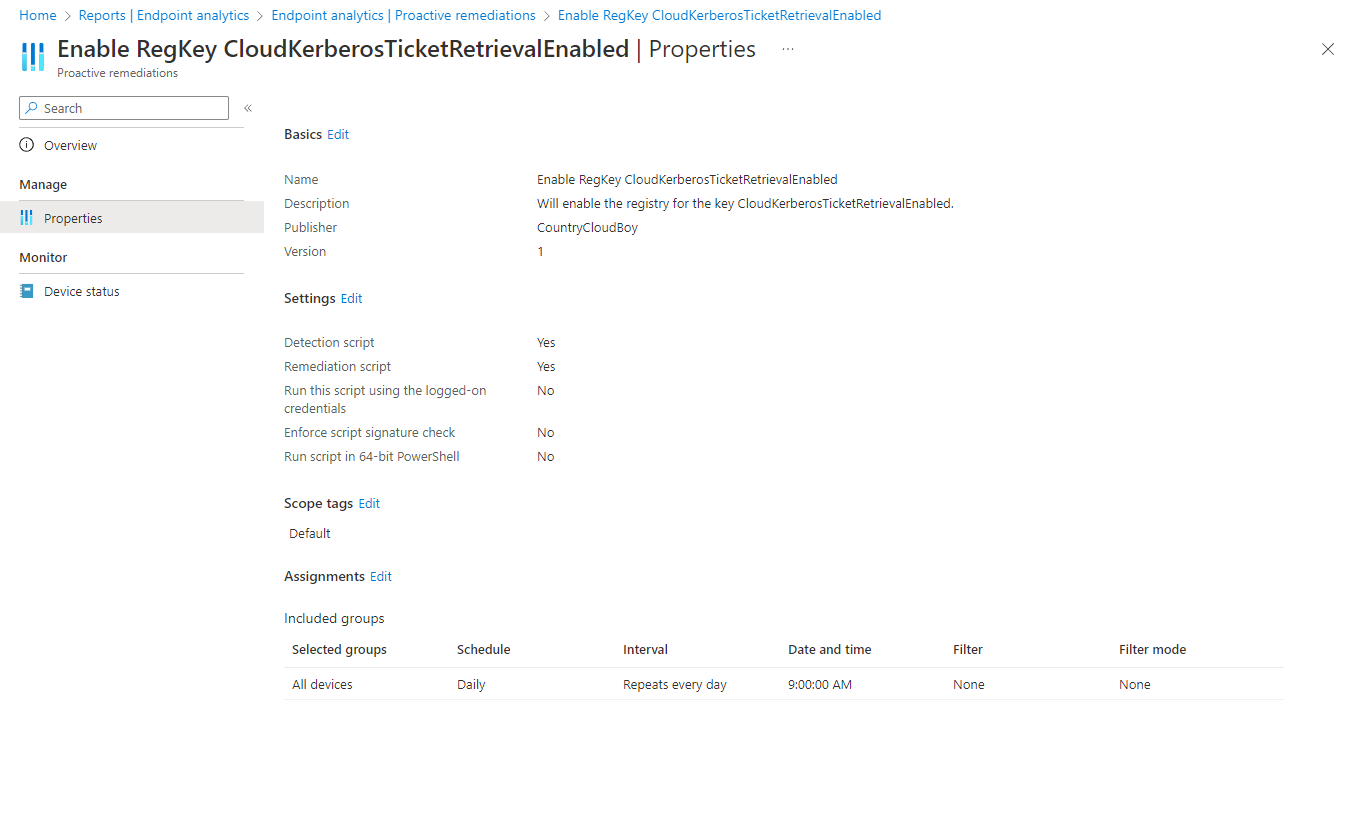 Home > Reports | Endpoint analytics > Endpoint analytics | Proactive remediations > Enable RegKey CloudKerberosTicketRetrievalEnabled
Enable RegKey CloudKerberosTicketRetrievalEnabled | Properties ...
Proactive remediations
Search «
Overview
Manage
Properties
Monitor
Device status
Basics Edit
Name Enable RegKey CloudKerberosTicketRetrievalEnabled
Description Will enable the registry for the key CloudKerberosTicketRetrievalEnabled.
Publisher CountryCloudBoy
Version 1
Settings Edit
Detection script Yes
Remediation script Yes
Run this script using the logged-on No
credentials
Enforce script signature check No
Run script in 64-bit PowerShell No
Scope tags Edit
Default
Assignments Edit
Included groups
Selected groups Schedule Interval Date and time Filter Filter mode
All devices Daily Repeats every day 9:00:00 AM None None